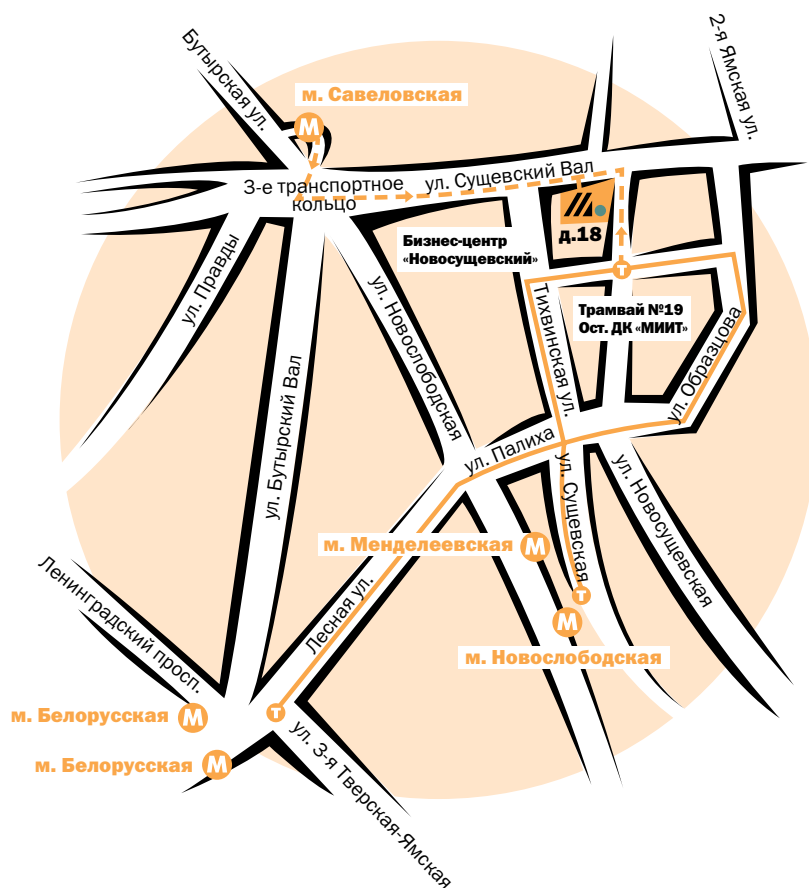 Бутырская ул.
2-я Ямская ул.
м. Савеловская
М
3-е транспортное
кольцо
ул. Сущевский Вал
д.18
Бизнес-центр
«Новосущевский»
т
Трамвай №19
Ост. ДК «МИИТ»
ул. Правды
ул. Бутырский Вал
ул. Новослободская
Тихвинская ул.
ул. Образцова
ул. Палиха
ул. Сущевская
ул. Новосущевская
м. Менделеевская
М
Лесная ул.
т
М
м. Новослободская
Ленинградский просп.
м. Белорусская
М
т
м. Белорусская
М
ул. 3-я Тверская-Ямская